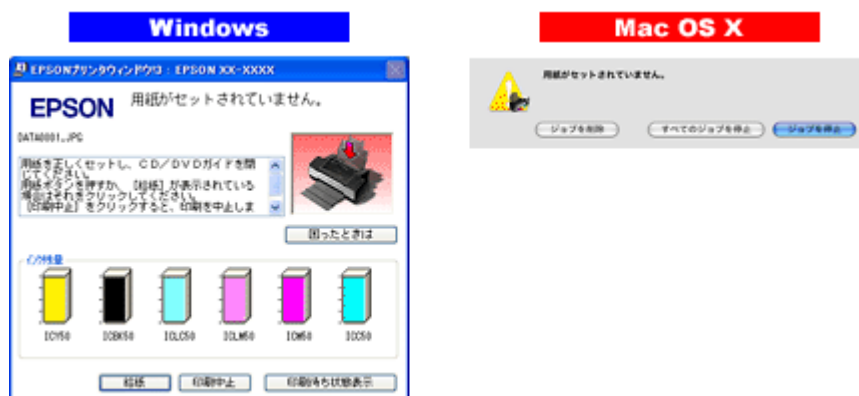 Windows
EPSONプリンタウィンドウ!3 : EPSON XX-XXXX
EPSON
用紙がセットされていません。
DATA0001.JPG
用紙を正しくセットし、CD/DVDガイドを閉
じてください。
用紙ボタンを押すか、[給紙]が表示されている
場合はそれをクリックしてください。
[印刷中止]をクリックすると、印刷を中止しま
困ったときは
インク残量
ICY50
ICBK50
ICLC50
ICLM50
ICM50
ICC50
給紙
印刷中止
印刷待ち状態表示
Mac OS X
用紙がセットされていません。
ジョブを削除
すべてのジョブを停止
ジョブを停止